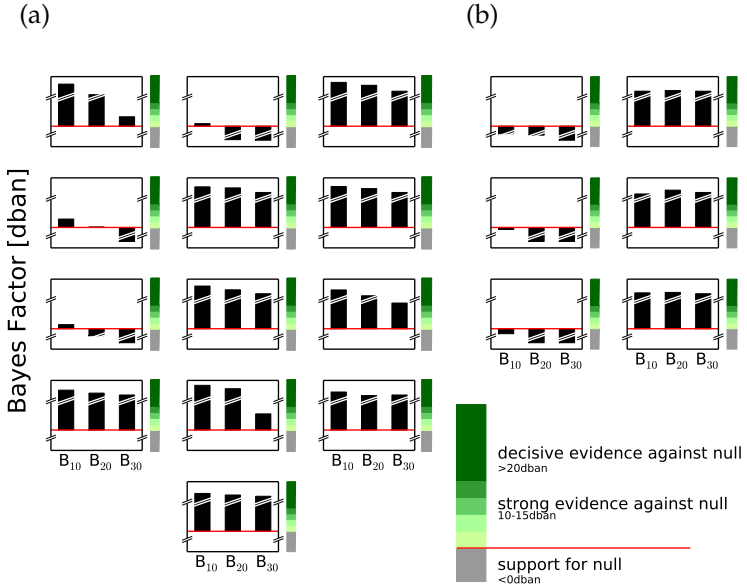 (a)
(b)
Bayes Factor [dban]
B10 B20 B30
B10 B20 B30
B10 B20 B30
B10 B20 B30
B10 B20 B30
decisive evidence against null
>20dban
strong evidence against null
10-15dban
support for null
<0dban